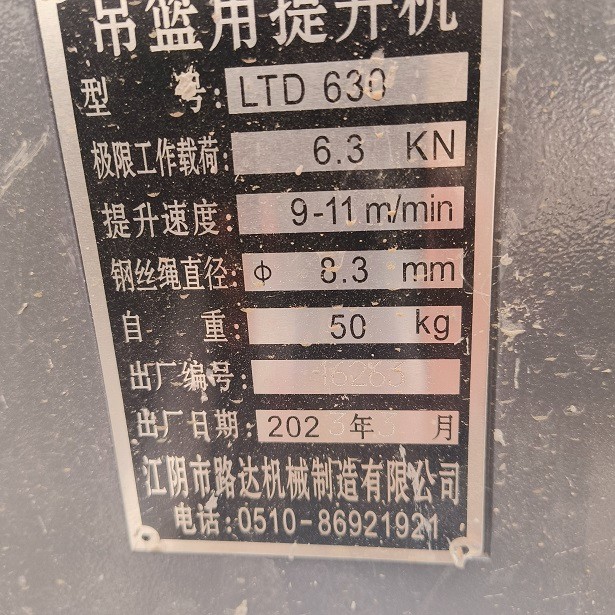 吊篮用提升机
型 号: LTD 630
极限工作载荷: 6.3 KN
提升速度: 9-11 m/min
钢丝绳直径: φ 8.3 mm
自 重: 50 kg
出厂编号
出厂日期: 202 年 月
江阴市路达机械制造有限公司
电话:0510-86921921